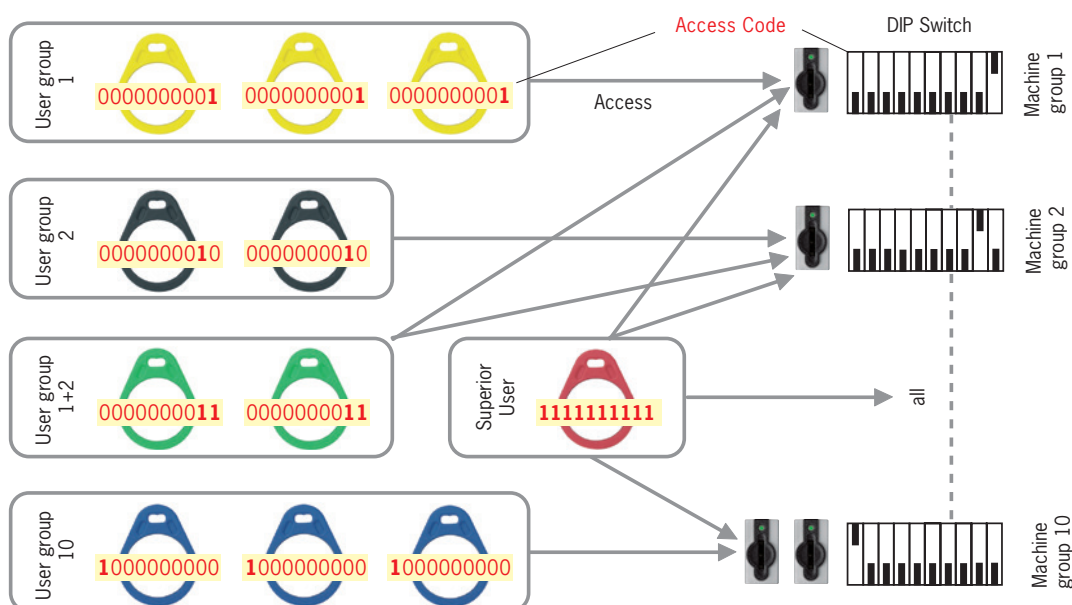 Access Code
DIP Switch
User group
1
0000000001
0000000001
0000000001
Access
Machine
group 1
User group
2
0000000010
0000000010
Machine
group 2
User group
1+2
0000000011
0000000011
Superior
User
1111111111
all
User group
10
1000000000
1000000000
1000000000
Machine
group 10